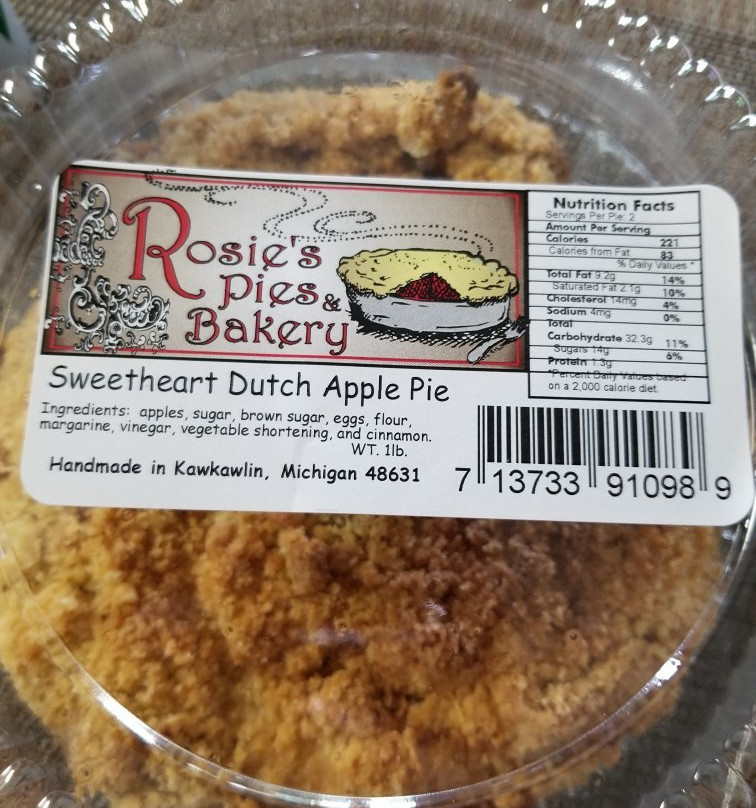 Rosie's
Pies &
Bakery
Sweetheart Dutch Apple Pie
Ingredients: apples, sugar, brown sugar, eggs, flour,
margarine, vinegar, vegetable shortening, and cinnamon.
WT. 1lb.
Handmade in Kawkawlin, Michigan 48631
Nutrition Facts
Servings Per Pie: 2
Amount Per Serving
Calories 221
Calories from Fat 83
% Daily Values *
Total Fat 9.2g 14%
Saturated Fat 2.1g 10%
Cholesterol 14mg 4%
Sodium 4mg 0%
Total
Carbohydrate 32.3g 11%
Sugars 14g 6%
Protein 1.3g
*Percent Daily Values based
on a 2,000 calorie diet.
7 13733 91098 9